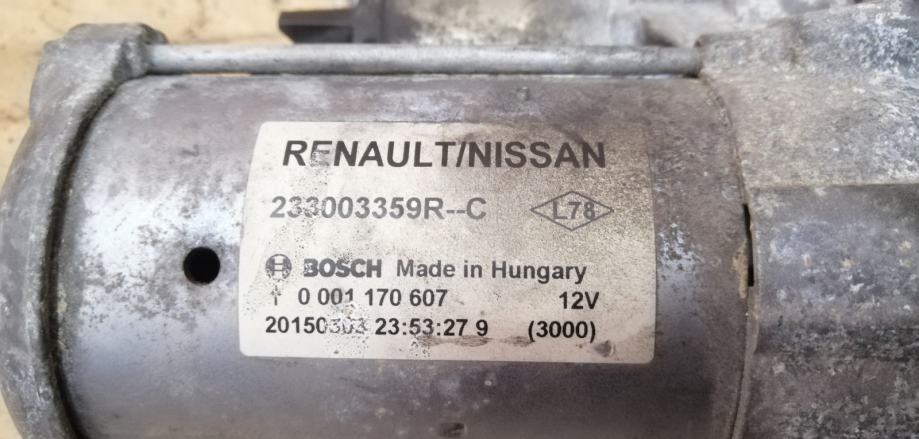 RENAULT/NISSAN
233003359R--C L78
BOSCH Made in Hungary
0 001 170 607 12V
23:53:27 9 (3000)